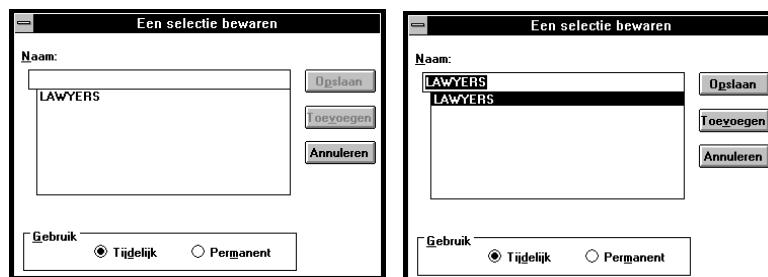 Een selectie bewaren
Naam:
LAWYERS
Opslaan
Toevoegen
Annuleren
Gebruik
Tijdelijk
Permanent
Een selectie bewaren
Naam:
LAWYERS
LAWYERS
Opslaan
Toevoegen
Annuleren
Gebruik
Tijdelijk
Permanent